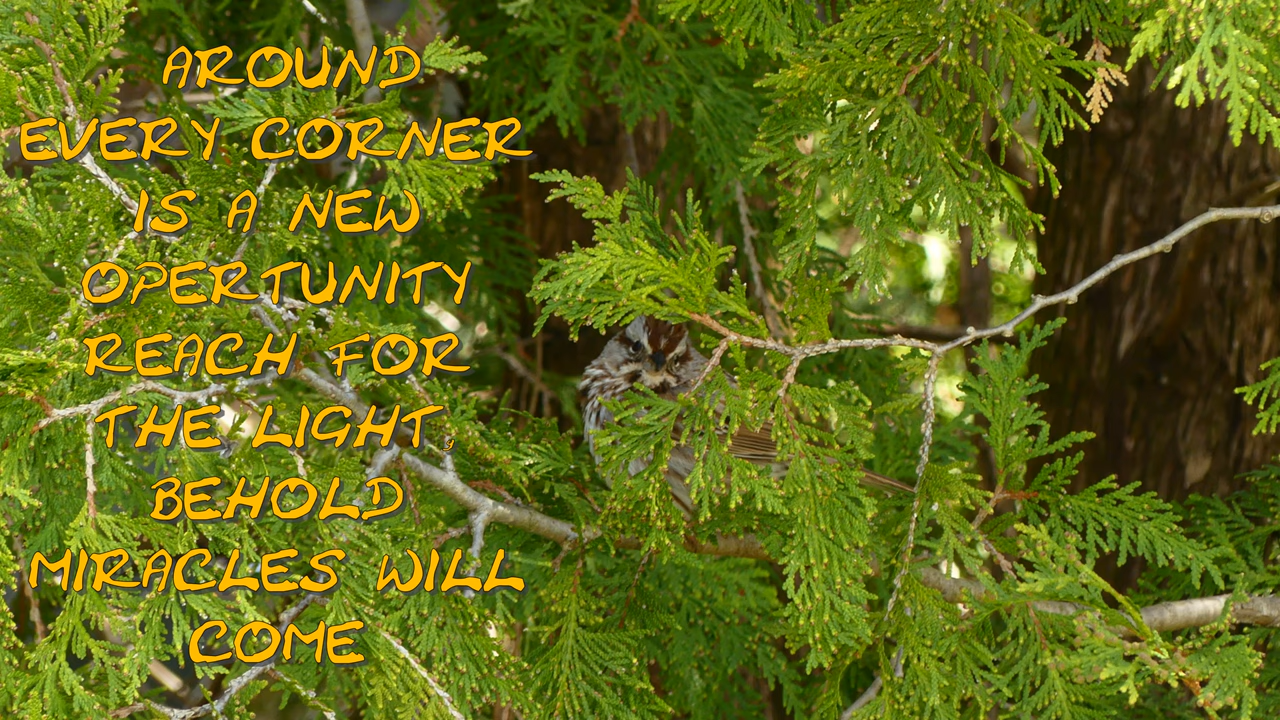 AROUND
EVERY CORNER
IS A NEW
OPERTUNITY
REACH FOR
THE LIGHT,
BEHOLD
MIRACLES WILL
COME